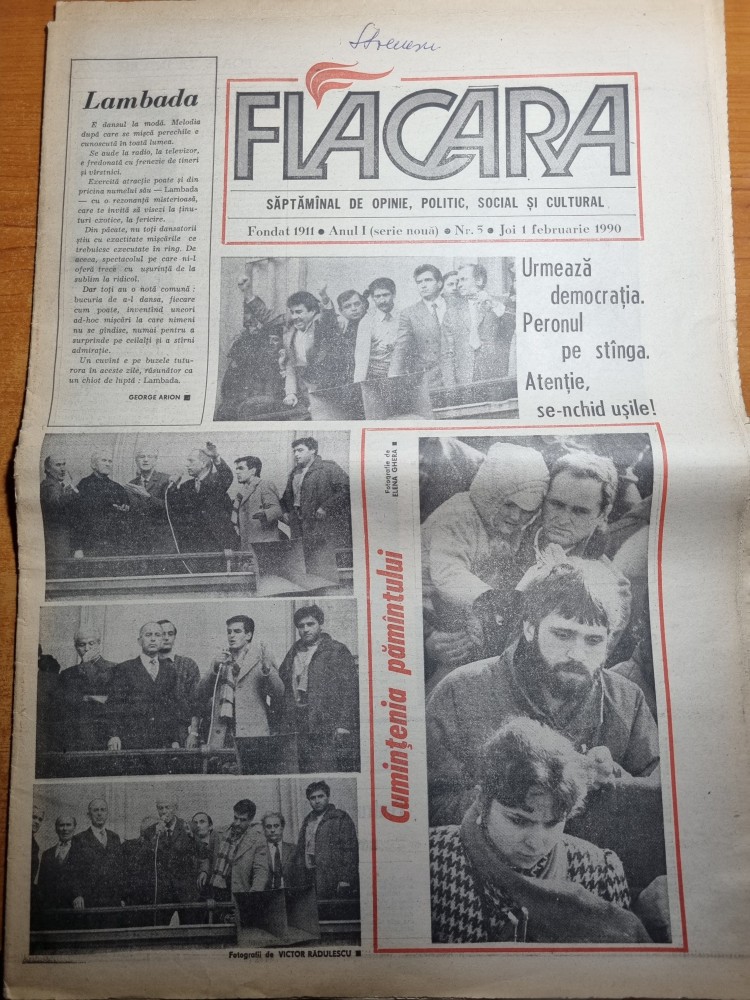 Lambada
E dansul la modă. Melodia
după care se mișcă perechile e
cunoscută în toată lumea.
Se aude la radio, la televizor,
e fredonată cu frenezie de tineri
și vîrstnici.
Exercită atracție poate și din
pricina numelui său — Lambada
— cu o rezonanță misterioasă,
care te invită să visezi la ținu-
turi exotice, la fericire.
Din păcate, nu toți dansatorii
știu cu exactitate mișcările ce
trebuiesc executate în ring. De
aceea, spectacolul pe care ni-l
oferă trece cu ușurință de la
sublim la ridicol.
Dar toți au o notă comună :
bucuria de a-l dansa, fiecare
cum poate, inventînd uneori
ad-hoc mișcări la care nimeni
nu se gîndise, numai pentru a
surprinde pe ceilalți și a stîrni
admirație.
Un cuvînt e pe buzele tutu-
rora în aceste zile, răsunător ca
un chiot de luptă : Lambada.
GEORGE ARION
FLACĂRA
SĂPTĂMÎNAL DE OPINIE, POLITIC, SOCIAL ȘI CULTURAL
Fondat 1911 ● Anul I (serie nouă) ● Nr. 5 ● Joi 1 februarie 1990
Urmează
democrația.
Peronul
pe stînga.
Atenție,
se-nchid ușile!
Fotografie de
ELENA GHERA
Cumințenia pămîntului
Fotografii de VICTOR RĂDULESCU